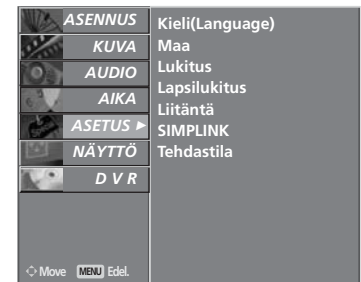 ASENNUS
KUVA
AUDIO
AIKA
ASETUS ►
NÄYTTÖ
D V R
Kieli(Language)
Maa
Lukitus
Lapsilukitus
Liitäntä
SIMPLINK
Tehdastila
Move MENU Edel.